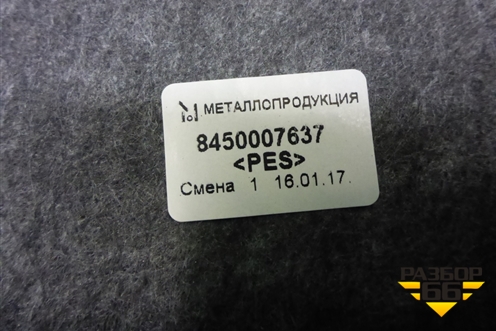 МЕТАЛЛОПРОДУКЦИЯ
8450007637
<PES>
Смена 1 16.01.17.
РАЗБОР
66